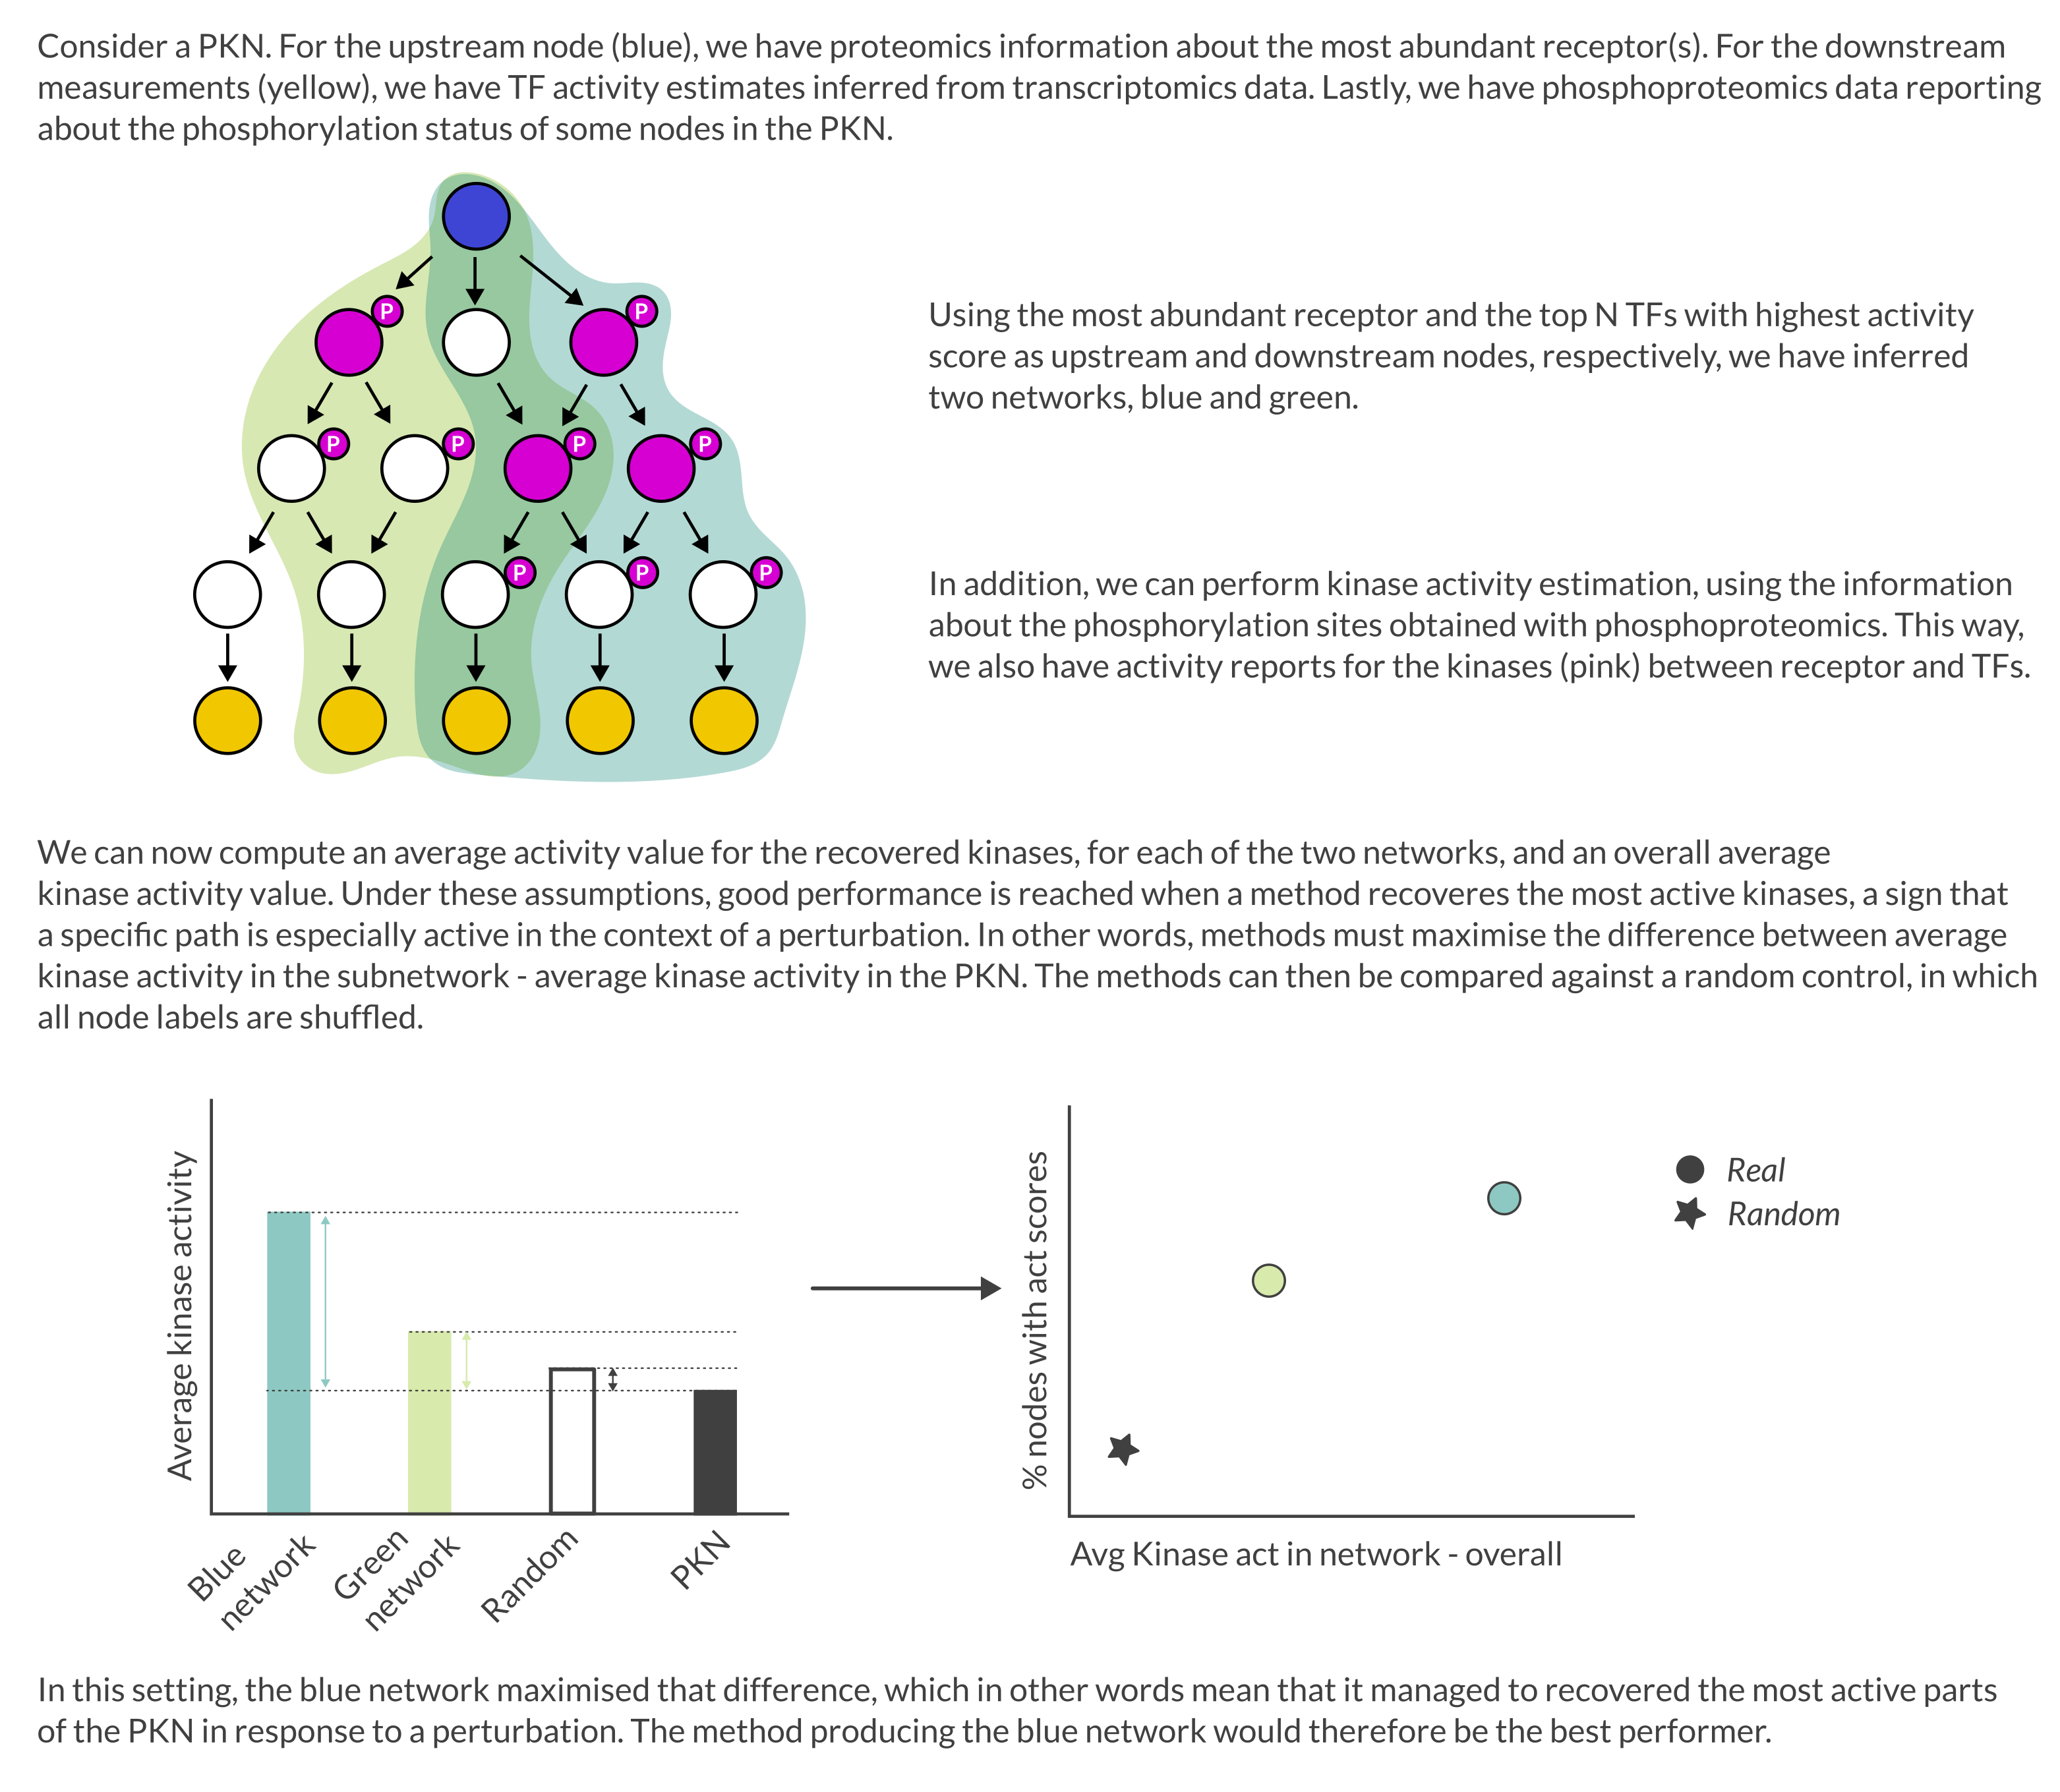 Consider a PKN. For the upstream node (blue), we have proteomics information about the most abundant receptor(s). For the downstream
measurements (yellow), we have TF activity estimates inferred from transcriptomics data. Lastly, we have phosphoproteomics data reporting
about the phosphorylation status of some nodes in the PKN.
P
P
P
P
P
P
P
P
P
Using the most abundant receptor and the top N TFs with highest activity
score as upstream and downstream nodes, respectively, we have inferred
two networks, blue and green.
In addition, we can perform kinase activity estimation, using the information
about the phosphorylation sites obtained with phosphoproteomics. This way,
we also have activity reports for the kinases (pink) between receptor and TFs.
We can now compute an average activity value for the recovered kinases, for each of the two networks, and an overall average
kinase activity value. Under these assumptions, good performance is reached when a method recoveres the most active kinases, a sign that
a specific path is especially active in the context of a perturbation. In other words, methods must maximise the difference between average
kinase activity in the subnetwork - average kinase activity in the PKN. The methods can then be compared against a random control, in which
all node labels are shuffled.
Average kinase activity
Blue
network
Green
network
Random
PKN
% nodes with act scores
Avg Kinase act in network - overall
Real
Random
In this setting, the blue network maximised that difference, which in other words mean that it managed to recovered the most active parts
of the PKN in response to a perturbation. The method producing the blue network would therefore be the best performer.